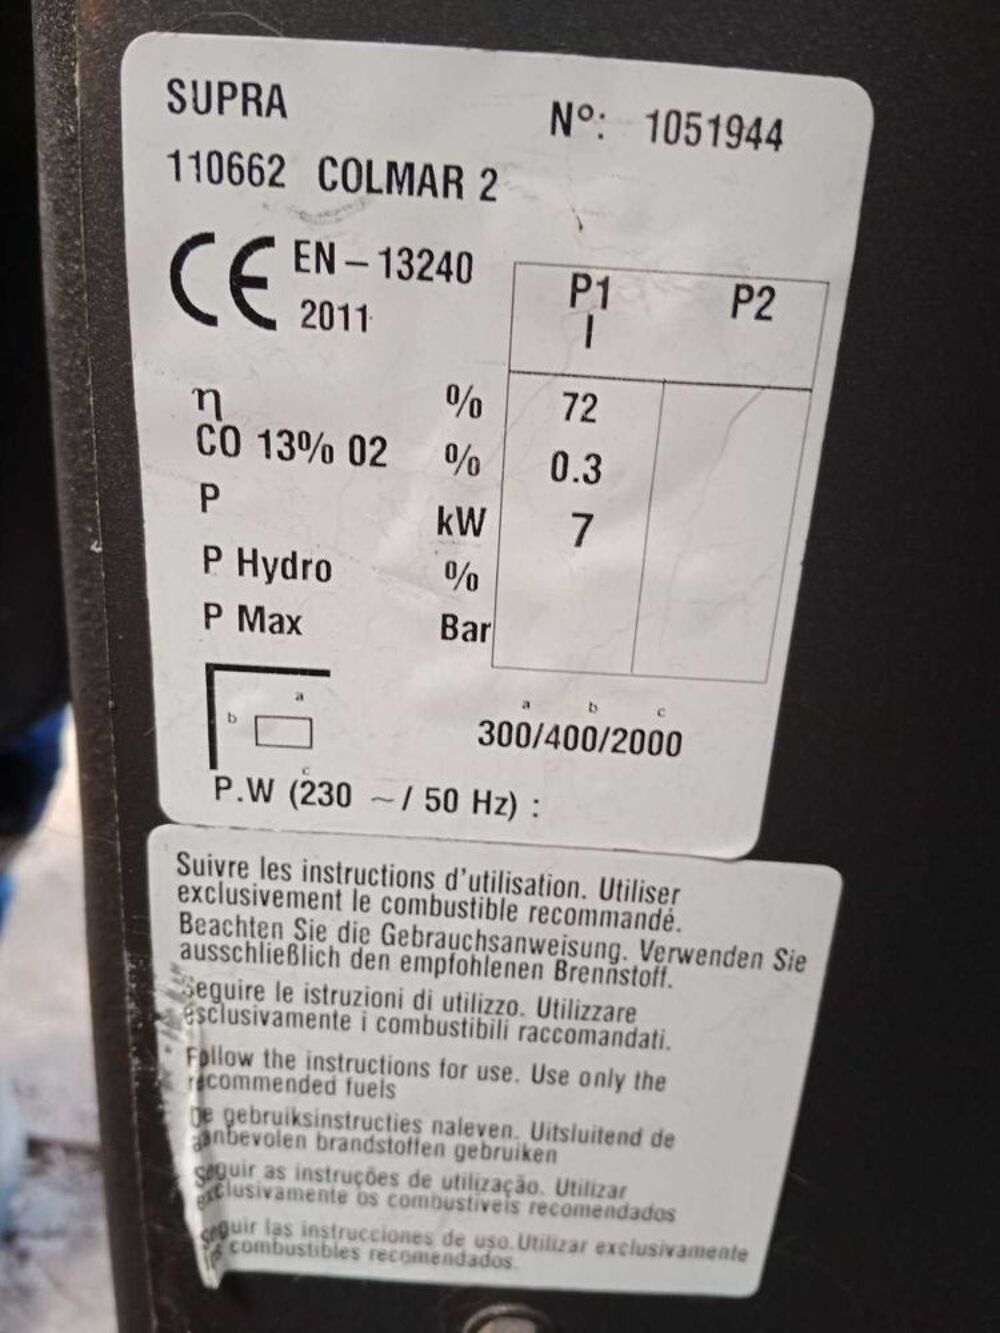 SUPRA
N°: 1051944
110662 COLMAR 2
CE EN – 13240
2011
P1 P2
I
η % 72
CO 13% 02 % 0.3
P kW 7
P Hydro %
P Max Bar
a
b
c
a b c
300/400/2000
P.W (230 ~/ 50 Hz) :
Suivre les instructions d'utilisation. Utiliser
exclusivement le combustible recommandé.
Beachten Sie die Gebrauchsanweisung. Verwenden Sie
ausschließlich den empfohlenen Brennstoff.
Seguire le istruzioni di utilizzo. Utilizzare
esclusivamente i combustibili raccomandati.
Follow the instructions for use. Use only the
recommended fuels
De gebruiksinstructies naleven. Uitsluitend de
aanbevolen brandstoffen gebruiken
Seguir as instruções de utilização. Utilizar
exclusivamente os combustíveis recomendados
Seguir las instrucciones de uso. Utilizar exclusivamente
los combustibles recomendados.